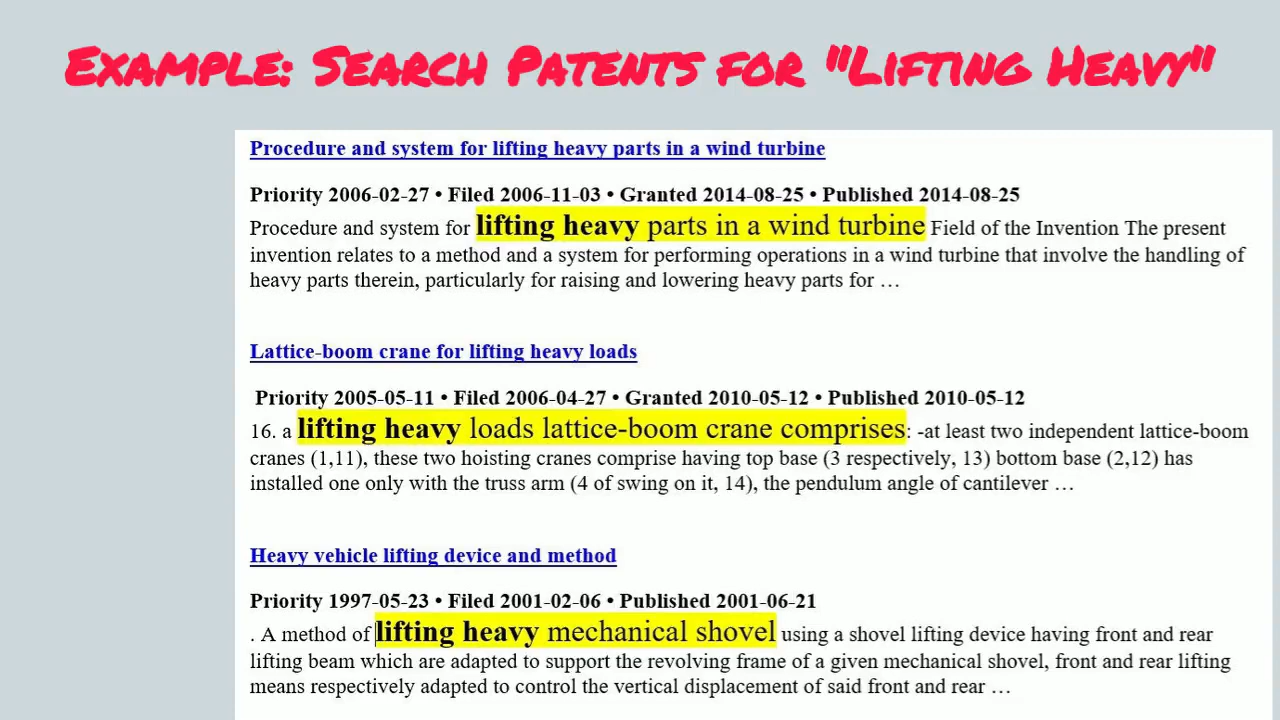 Example: Search Patents for "Lifting Heavy"
Procedure and system for lifting heavy parts in a wind turbine
Priority 2006-02-27 • Filed 2006-11-03 • Granted 2014-08-25 • Published 2014-08-25
Procedure and system for lifting heavy parts in a wind turbine Field of the Invention The present
invention relates to a method and a system for performing operations in a wind turbine that involve the handling of
heavy parts therein, particularly for raising and lowering heavy parts for …
Lattice-boom crane for lifting heavy loads
Priority 2005-05-11 • Filed 2006-04-27 • Granted 2010-05-12 • Published 2010-05-12
16. a lifting heavy loads lattice-boom crane comprises: -at least two independent lattice-boom
cranes (1,11), these two hoisting cranes comprise having top base (3 respectively, 13) bottom base (2,12) has
installed one only with the truss arm (4 of swing on it, 14), the pendulum angle of cantilever …
Heavy vehicle lifting device and method
Priority 1997-05-23 • Filed 2001-02-06 • Published 2001-06-21
. A method of lifting heavy mechanical shovel using a shovel lifting device having front and rear
lifting beam which are adapted to support the revolving frame of a given mechanical shovel, front and rear lifting
means respectively adapted to control the vertical displacement of said front and rear …